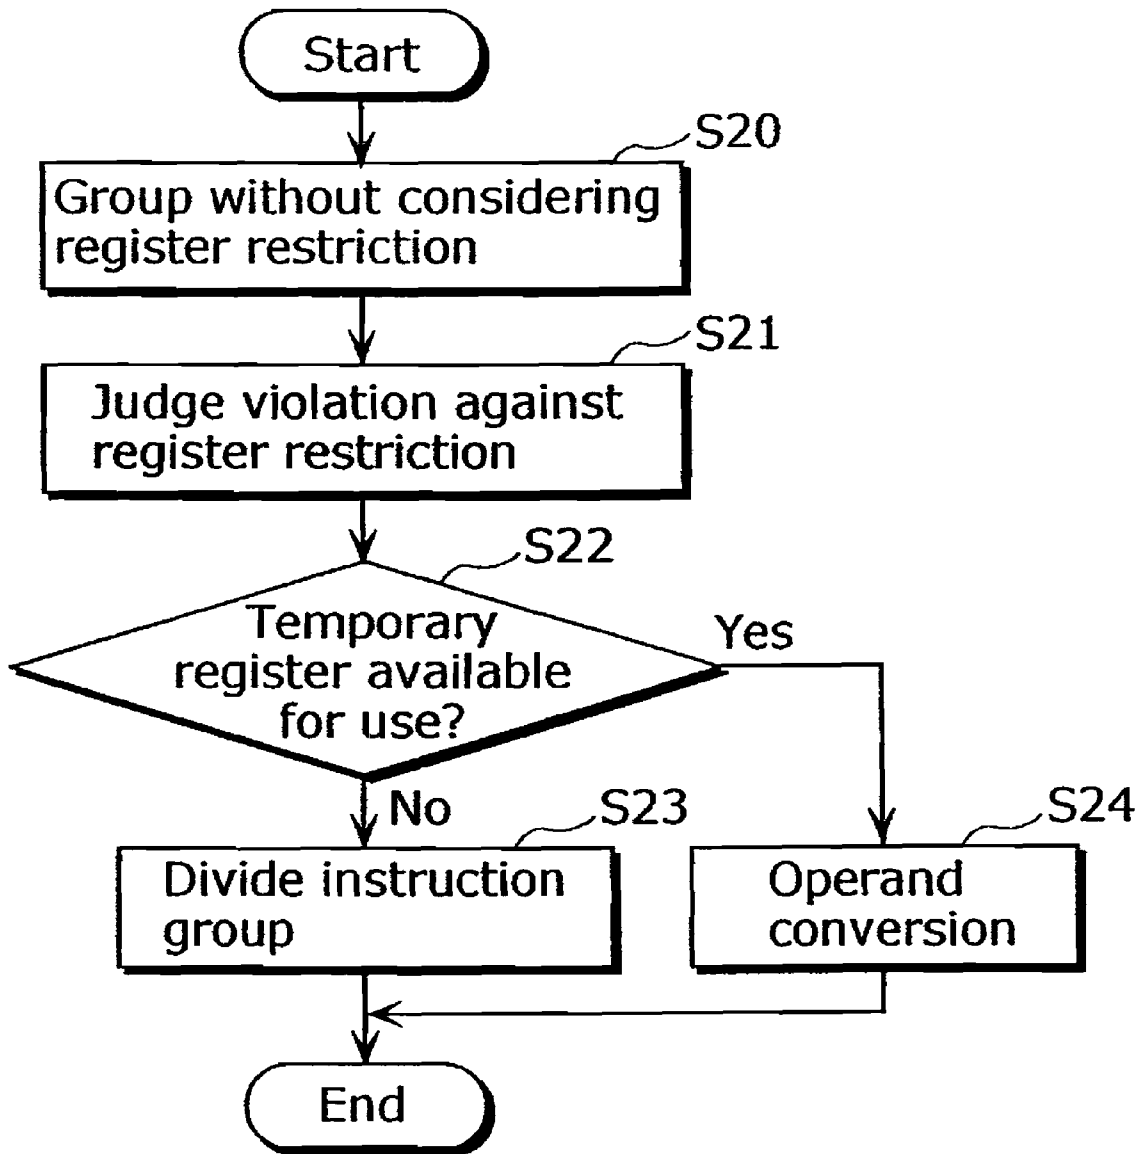 Start
S20
Group without considering
register restriction
S21
Judge violation against
register restriction
S22
Temporary
register available
for use?
Yes
No
S23
Divide instruction
group
S24
Operand
conversion
End